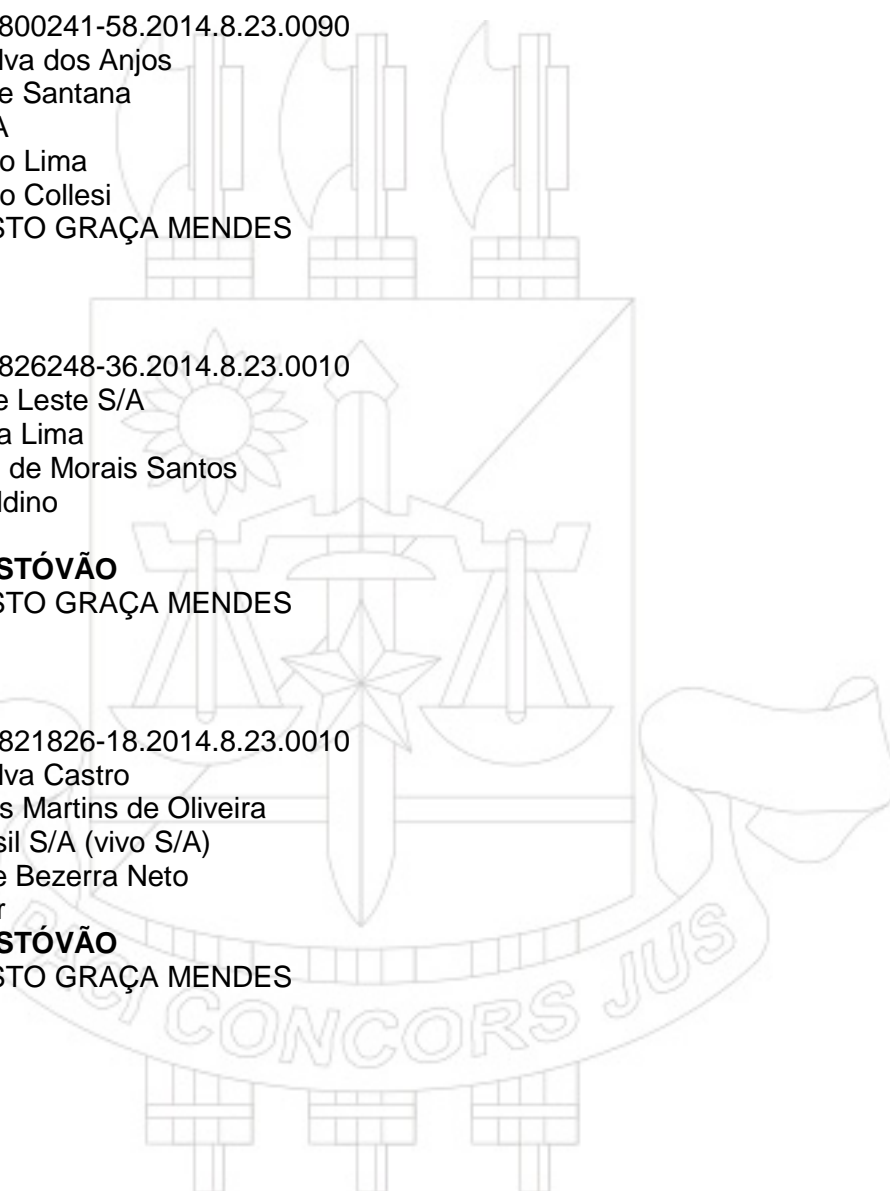 800241-58.2014.8.23.0090
lva dos Anjos
e Santana
A
o Lima
o Collesi
STO GRAÇA MENDES
826248-36.2014.8.23.0010
e Leste S/A
a Lima
de Morais Santos
ldino
STÓVÃO
STO GRAÇA MENDES
821826-18.2014.8.23.0010
lva Castro
s Martins de Oliveira
sil S/A (vivo S/A)
e Bezerra Neto
r
STÓVÃO
STO GRAÇA MENDES
PACI CONCORS JUS